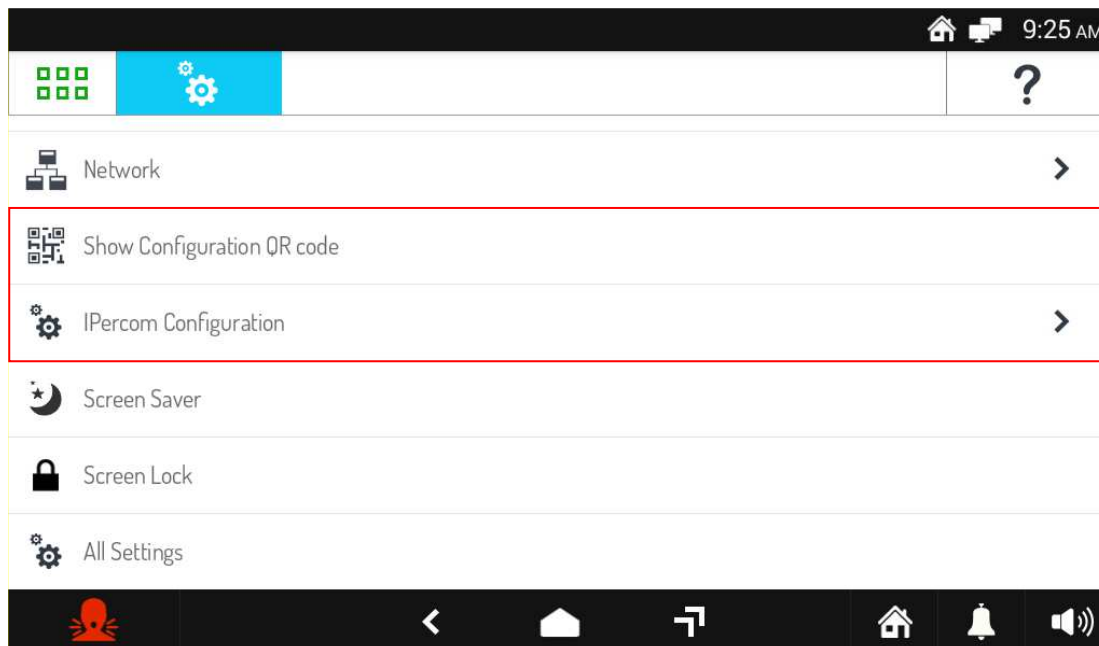 9:25 AM
?
Network
Show Configuration QR code
IPercom Configuration
Screen Saver
Screen Lock
All Settings